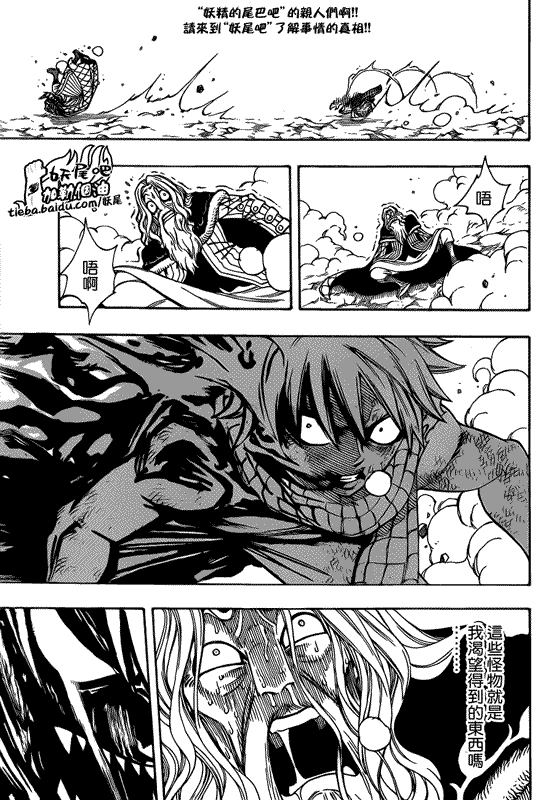 “妖精的尾巴吧”的親人們啊!!
請來到“妖尾吧”了解事情的真相!!
妖尾吧
加勒個油
tieba.baidu.com/妖尾
唔
唔
啊
這些怪物就是
我渴望得到的東西嗎
………